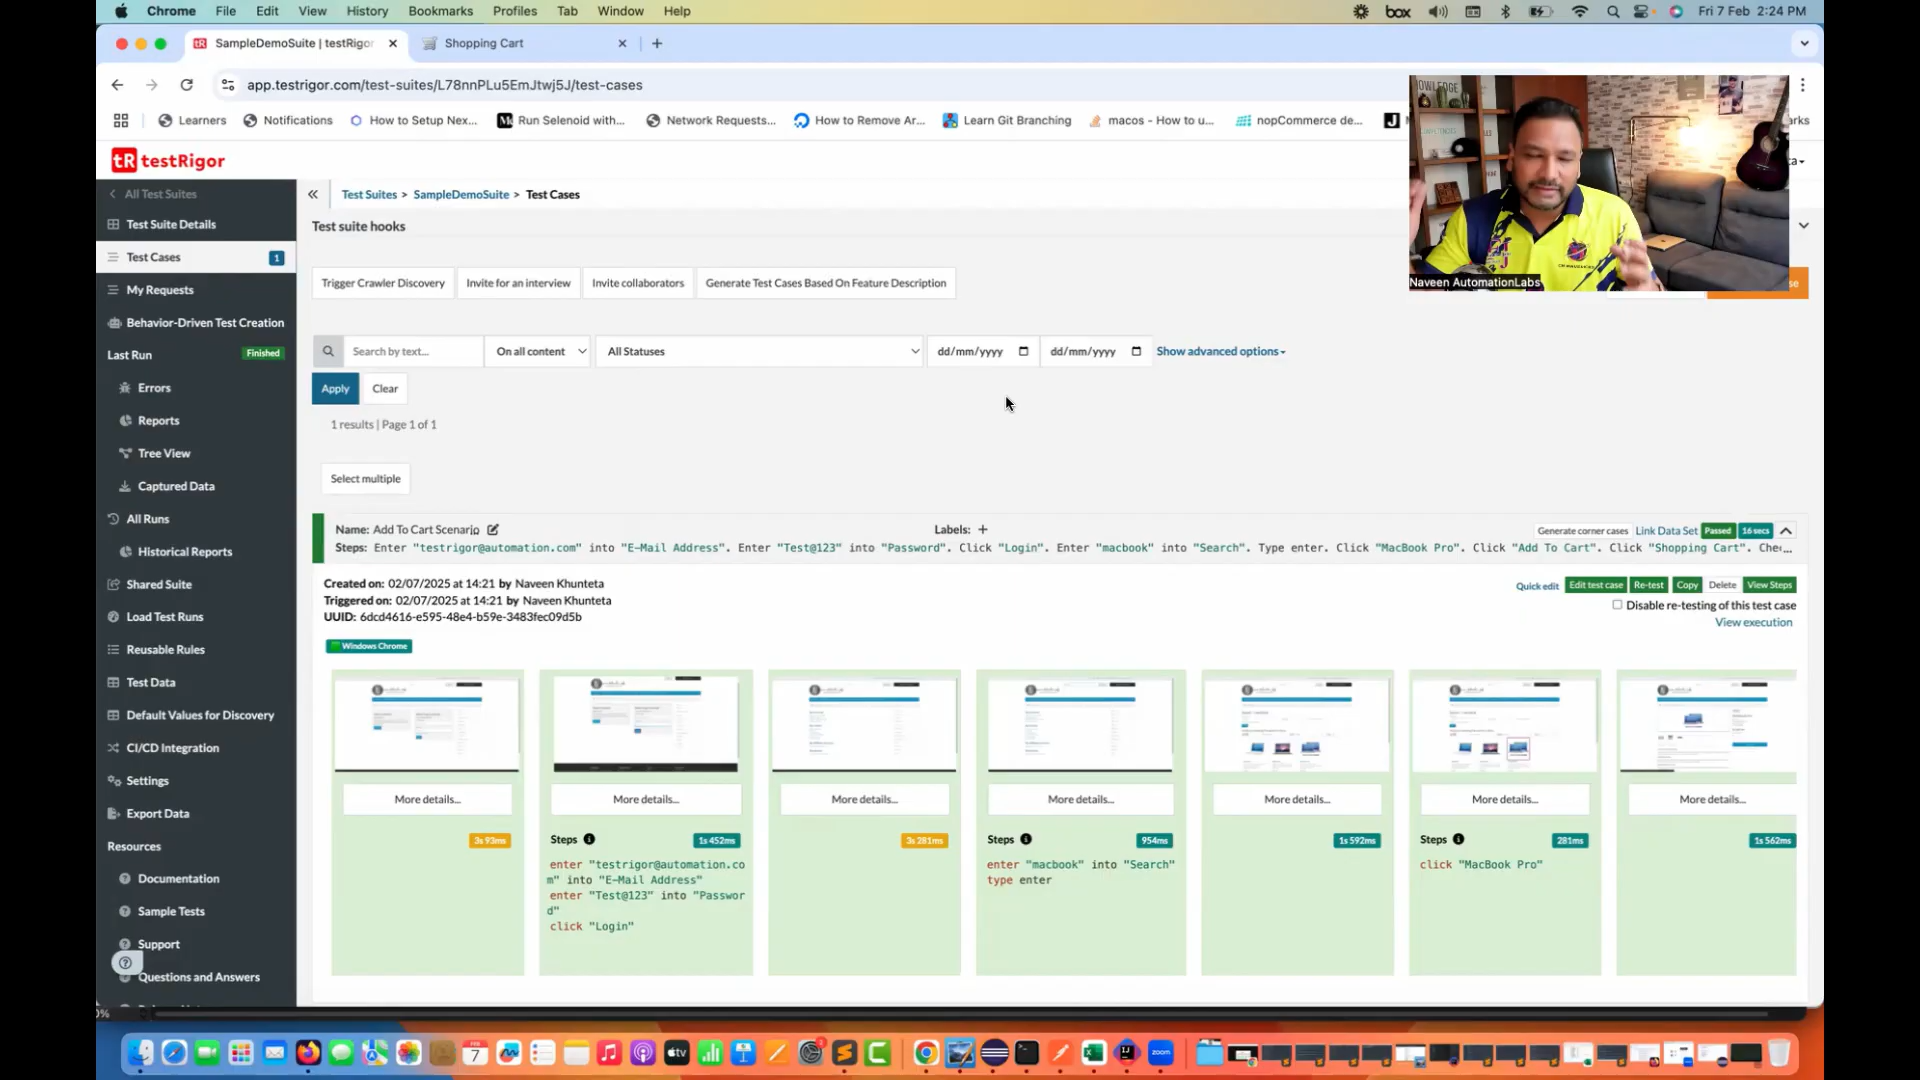 Chrome File Edit View History Bookmarks Profiles Tab Window Help
box Fri 7 Feb 2:24 PM
SampleDemoSuite | testRigor
Shopping Cart
app.testrigor.com/test-suites/L78nnPLu5EmJtwj5J/test-cases
Learners Notifications How to Setup Nex... Run Selenoid with... Network Requests... How to Remove Ar... Learn Git Branching macos - How to u... nopCommerce de...
tR testRigor
All Test Suites
Test Suite Details
Test Cases 1
My Requests
Behavior-Driven Test Creation
Last Run Finished
Errors
Reports
Tree View
Captured Data
All Runs
Historical Reports
Shared Suite
Load Test Runs
Reusable Rules
Test Data
Default Values for Discovery
CI/CD Integration
Settings
Export Data
Resources
Documentation
Sample Tests
Support
Questions and Answers
Test Suites > SampleDemoSuite > Test Cases
Test suite hooks
Naveen AutomationLabs
Trigger Crawler Discovery Invite for an interview Invite collaborators Generate Test Cases Based On Feature Description
Search by text... On all content All Statuses dd/mm/yyyy dd/mm/yyyy Show advanced options
Apply Clear
1 results | Page 1 of 1
Select multiple
Name: Add To Cart Scenario Labels: + Generate corner cases Link Data Set Passed 16 secs
Steps: Enter "testrigor@automation.com" into "E-Mail Address". Enter "Test@123" into "Password". Click "Login". Enter "macbook" into "Search". Type enter. Click "MacBook Pro". Click "Add To Cart". Click "Shopping Cart". Chec...
Created on: 02/07/2025 at 14:21 by Naveen Khunteta
Triggered on: 02/07/2025 at 14:21 by Naveen Khunteta
UUID: 6dcd4616-e595-48e4-b59e-3483fec09d5b
Quick edit Edit test case Re-test Copy Delete View Steps
Disable re-testing of this test case
View execution
Windows Chrome
More details... More details... More details... More details... More details... More details... More details...
3s 93ms
Steps 1s 452ms
enter "testrigor@automation.co
m" into "E-Mail Address"
enter "Test@123" into "Passwor
d"
click "Login"
3s 281ms
Steps 954ms
enter "macbook" into "Search"
type enter
1s 592ms
Steps 281ms
click "MacBook Pro"
1s 562ms